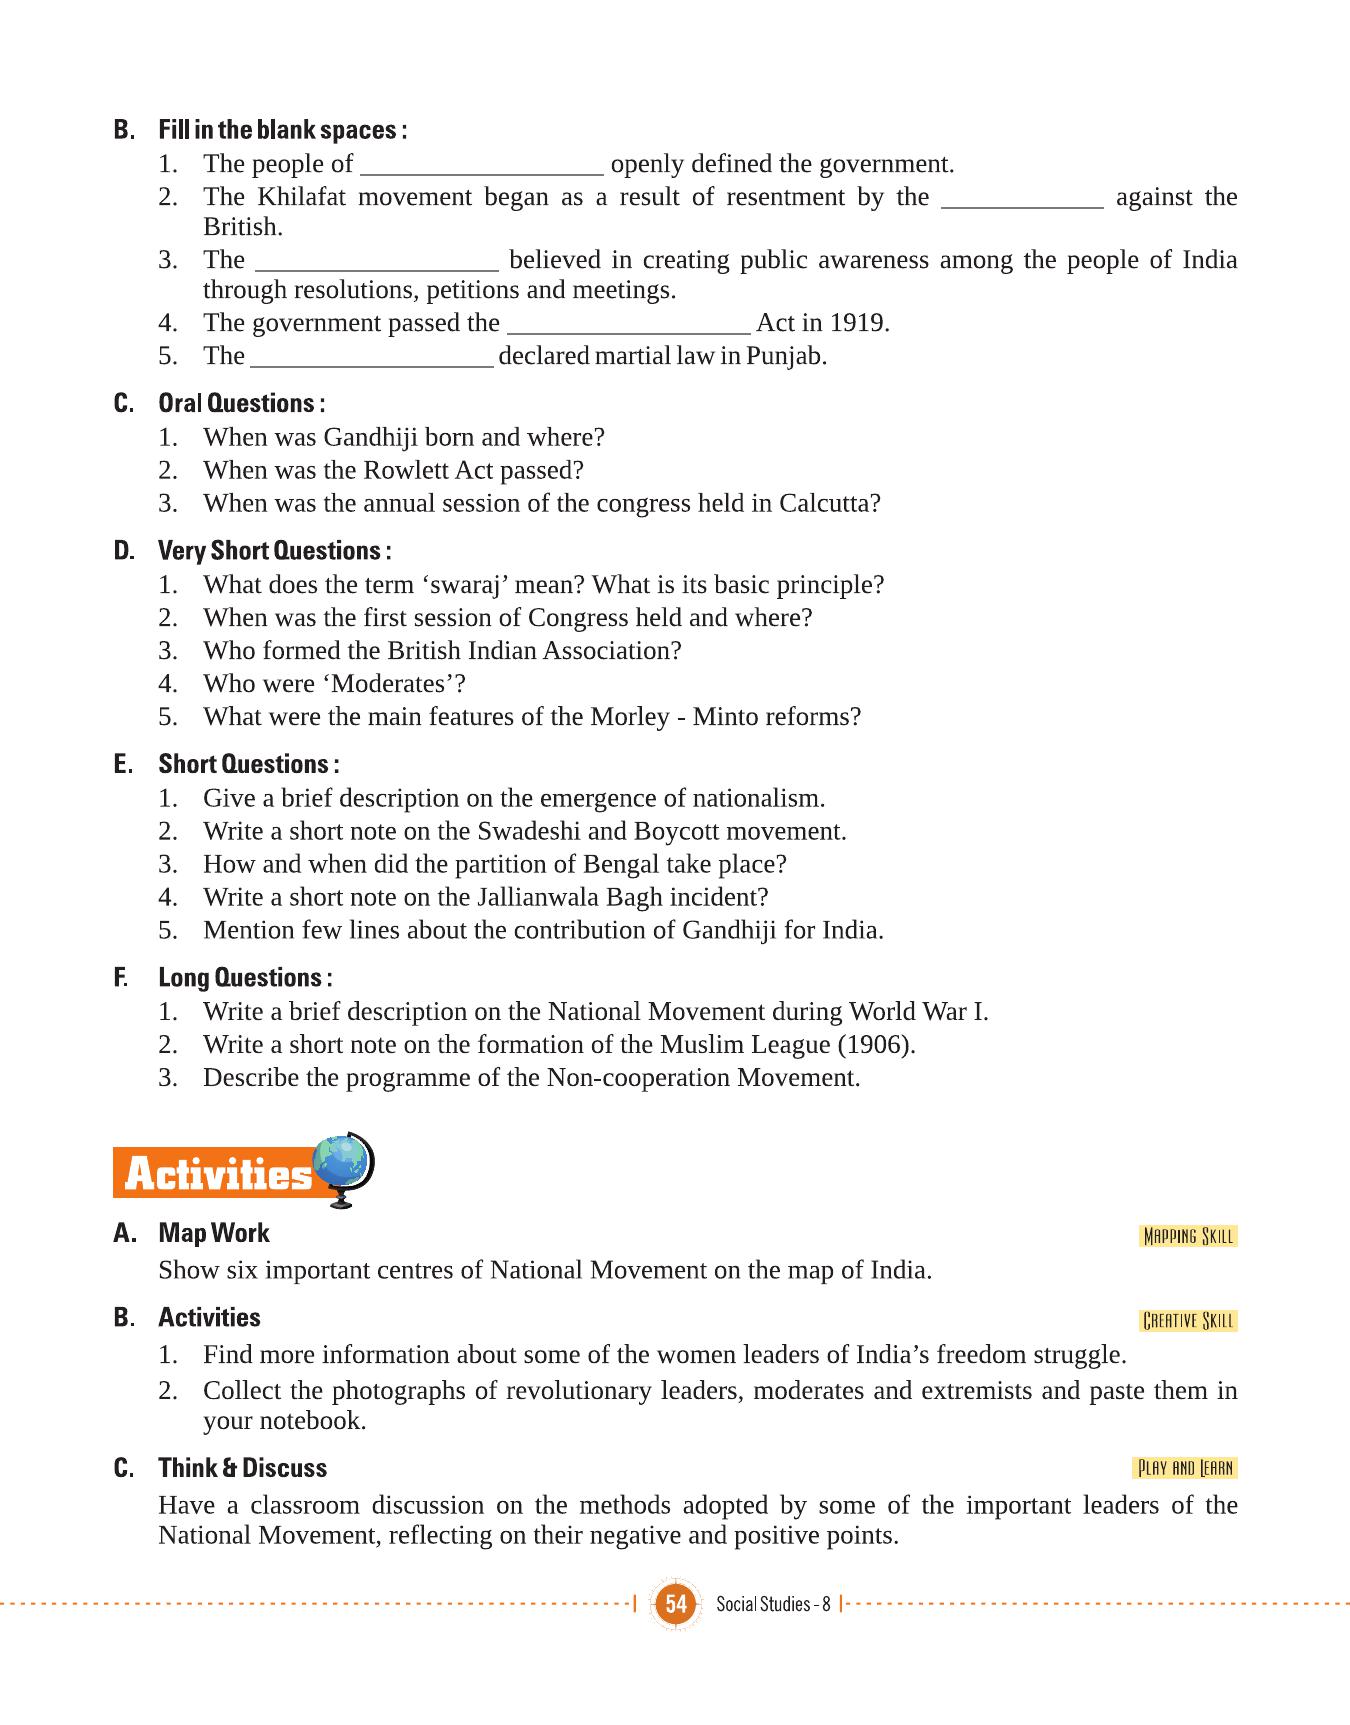 B. Fill in the blank spaces :
1. The people of __________________ openly defined the government.
2. The Khilafat movement began as a result of resentment by the ____________ against the
British.
3. The __________________ believed in creating public awareness among the people of India
through resolutions, petitions and meetings.
4. The government passed the __________________ Act in 1919.
5. The __________________ declared martial law in Punjab.
C. Oral Questions :
1. When was Gandhiji born and where?
2. When was the Rowlett Act passed?
3. When was the annual session of the congress held in Calcutta?
D. Very Short Questions :
1. What does the term ‘swaraj’ mean? What is its basic principle?
2. When was the first session of Congress held and where?
3. Who formed the British Indian Association?
4. Who were ‘Moderates’?
5. What were the main features of the Morley - Minto reforms?
E. Short Questions :
1. Give a brief description on the emergence of nationalism.
2. Write a short note on the Swadeshi and Boycott movement.
3. How and when did the partition of Bengal take place?
4. Write a short note on the Jallianwala Bagh incident?
5. Mention few lines about the contribution of Gandhiji for India.
F. Long Questions :
1. Write a brief description on the National Movement during World War I.
2. Write a short note on the formation of the Muslim League (1906).
3. Describe the programme of the Non-cooperation Movement.
Activities
A. Map Work MAPPING SKILL
Show six important centres of National Movement on the map of India.
B. Activities CREATIVE SKILL
1. Find more information about some of the women leaders of India’s freedom struggle.
2. Collect the photographs of revolutionary leaders, moderates and extremists and paste them in
your notebook.
C. Think & Discuss PLAY AND LEARN
Have a classroom discussion on the methods adopted by some of the important leaders of the
National Movement, reflecting on their negative and positive points.
54 Social Studies - 8